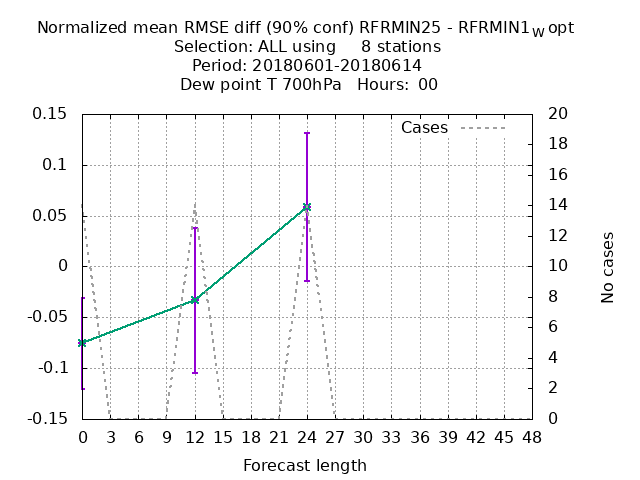 Normalized mean RMSE diff (90% conf) RFRMIN25 - RFRMIN1w opt
Selection: ALL using 8 stations
Period: 20180601-20180614
Dew point T 700hPa Hours: 00
Cases
0.15
0.1
0.05
0
-0.05
-0.1
-0.15
20
18
16
14
12
10
8
6
4
2
0
No cases
0 3 6 9 12 15 18 21 24 27 30 33 36 39 42 45 48
Forecast length